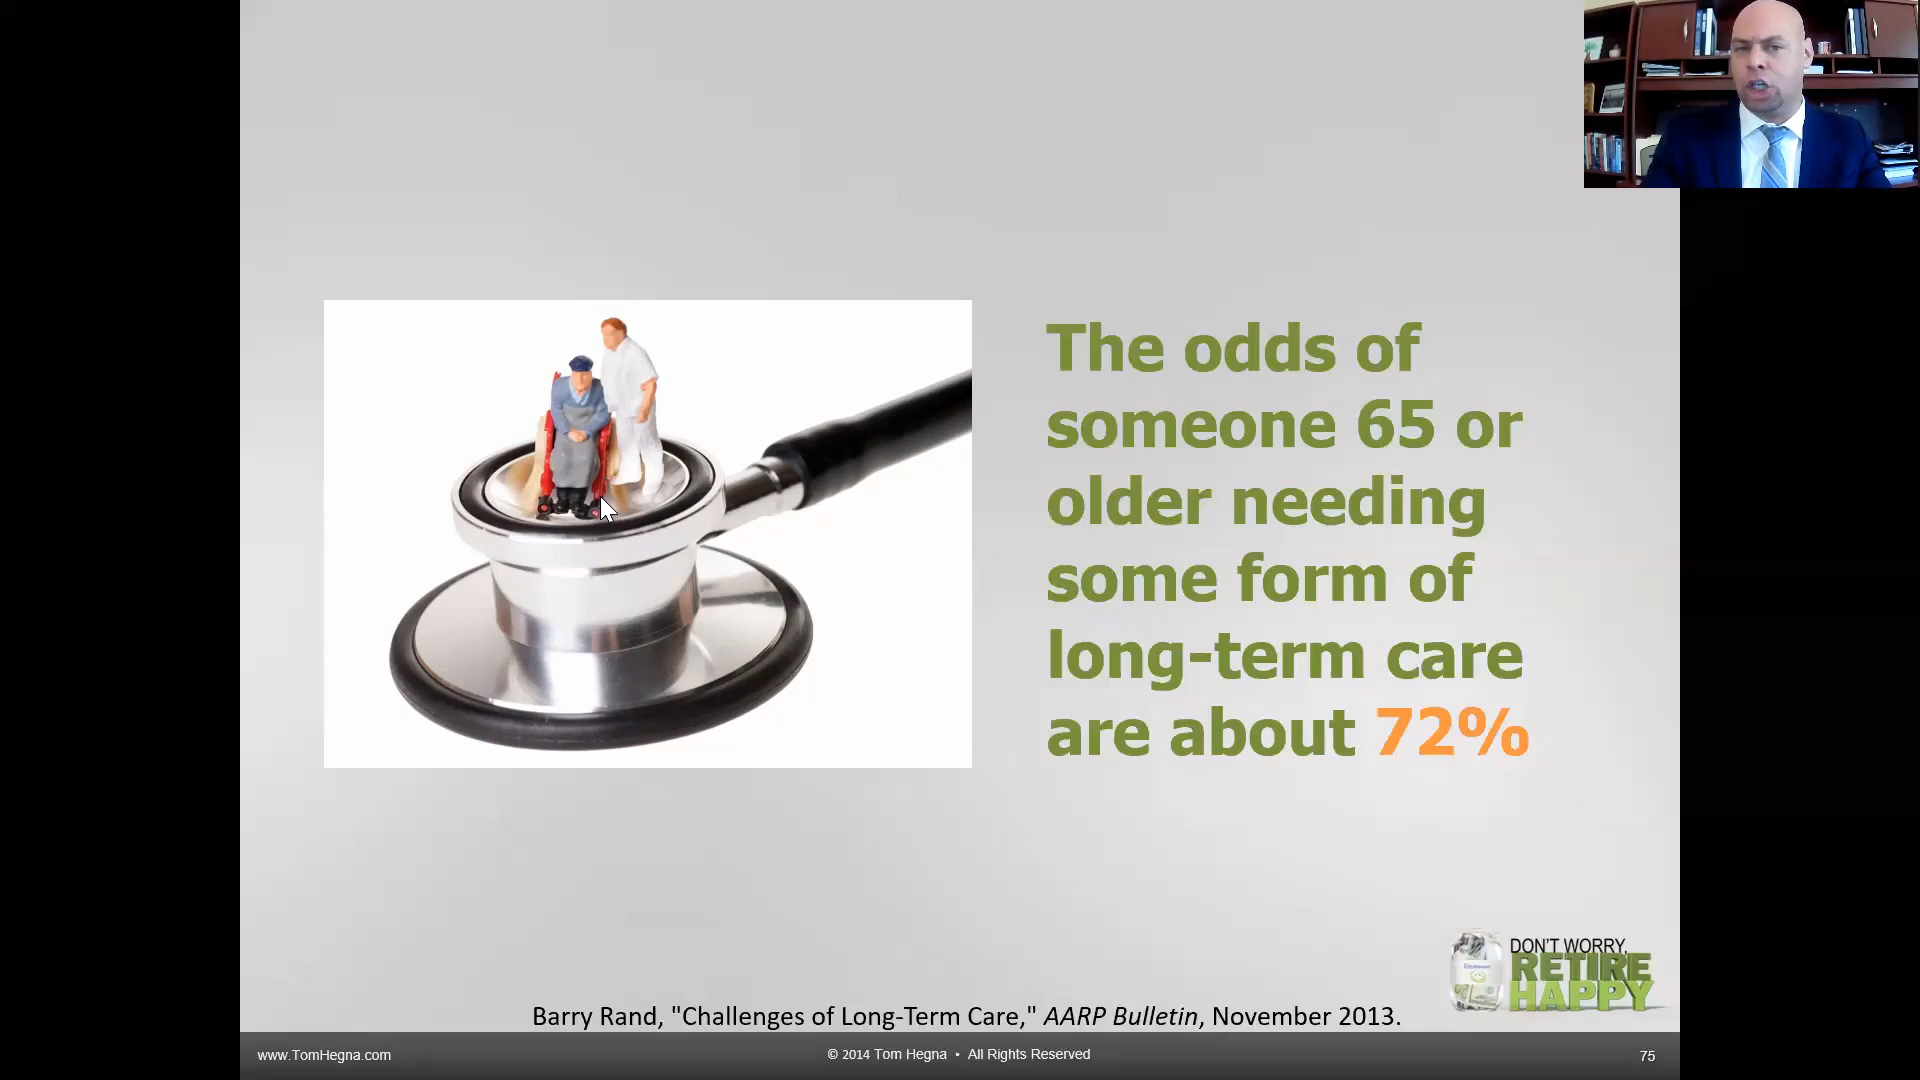 The odds of
someone 65 or
older needing
some form of
long-term care
are about 72%
DON'T WORRY,
RETIRE
HAPPY
Barry Rand, "Challenges of Long-Term Care," AARP Bulletin, November 2013.
www.TomHegna.com
© 2014 Tom Hegna • All Rights Reserved
75